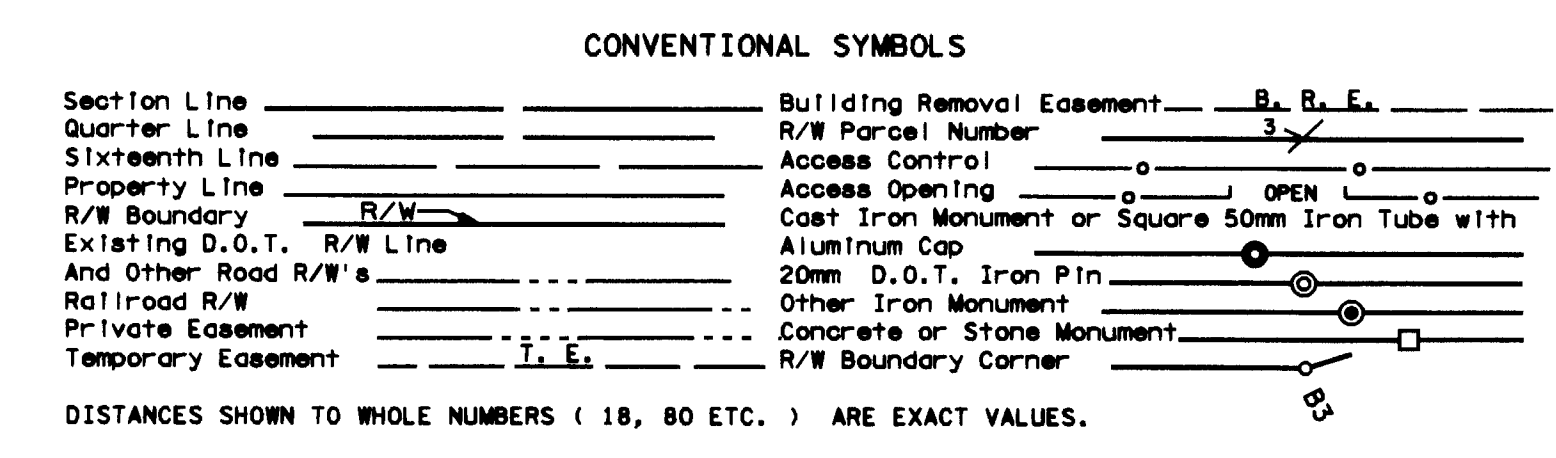 CONVENTIONAL SYMBOLS
Section Line
Quarter Line
Sixteenth Line
Property Line
R/W Boundary R/W
Existing D.O.T. R/W Line
And Other Road R/W's
Railroad R/W
Private Easement
Temporary Easement T. E.
Building Removal Easement B. R. E.
R/W Parcel Number 3
Access Control
Access Opening OPEN
Cast Iron Monument or Square 50mm Iron Tube with
Aluminum Cap
20mm D.O.T. Iron Pin
Other Iron Monument
Concrete or Stone Monument
R/W Boundary Corner
B3
DISTANCES SHOWN TO WHOLE NUMBERS ( 18, 80 ETC. ) ARE EXACT VALUES.